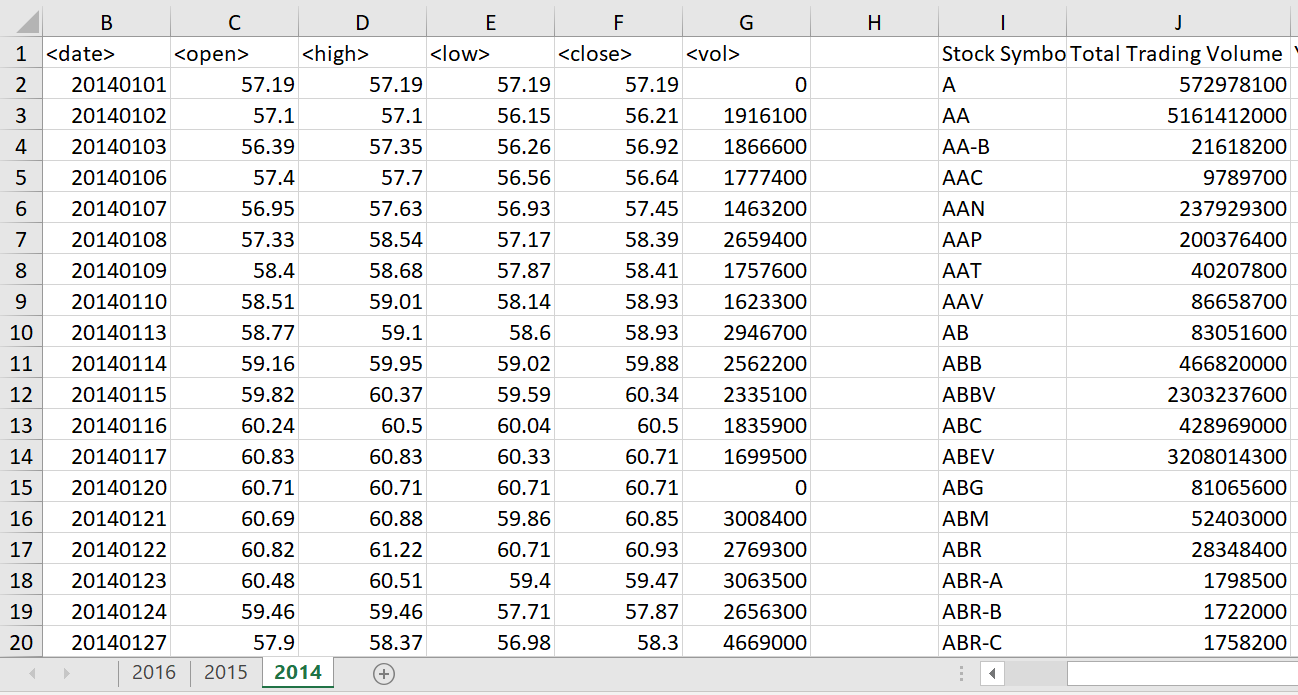 B C D E F G H I J
1 <date> <open> <high> <low> <close> <vol> Stock Symbo Total Trading Volume
2 20140101 57.19 57.19 57.19 57.19 0 A 572978100
3 20140102 57.1 57.1 56.15 56.21 1916100 AA 5161412000
4 20140103 56.39 57.35 56.26 56.92 1866600 AA-B 21618200
5 20140106 57.4 57.7 56.56 56.64 1777400 AAC 9789700
6 20140107 56.95 57.63 56.93 57.45 1463200 AAN 237929300
7 20140108 57.33 58.54 57.17 58.39 2659400 AAP 200376400
8 20140109 58.4 58.68 57.87 58.41 1757600 AAT 40207800
9 20140110 58.51 59.01 58.14 58.93 1623300 AAV 86658700
10 20140113 58.77 59.1 58.6 58.93 2946700 AB 83051600
11 20140114 59.16 59.95 59.02 59.88 2562200 ABB 466820000
12 20140115 59.82 60.37 59.59 60.34 2335100 ABBV 2303237600
13 20140116 60.24 60.5 60.04 60.5 1835900 ABC 428969000
14 20140117 60.83 60.83 60.33 60.71 1699500 ABEV 3208014300
15 20140120 60.71 60.71 60.71 60.71 0 ABG 81065600
16 20140121 60.69 60.88 59.86 60.85 3008400 ABM 52403000
17 20140122 60.82 61.22 60.71 60.93 2769300 ABR 28348400
18 20140123 60.48 60.51 59.4 59.47 3063500 ABR-A 1798500
19 20140124 59.46 59.46 57.71 57.87 2656300 ABR-B 1722000
20 20140127 57.9 58.37 56.98 58.3 4669000 ABR-C 1758200
2016 2015 2014